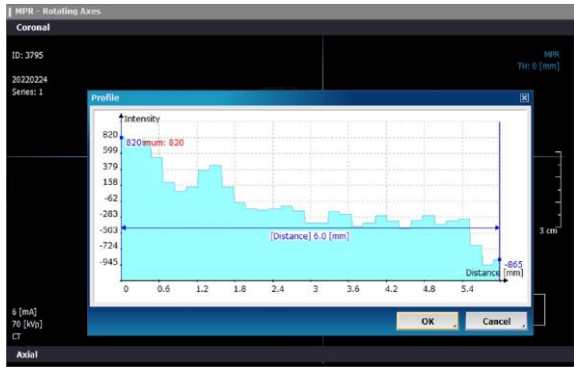 MPR - Rotating Axes
Coronal
ID: 3795
MPR
TH: 0 [mm]
20220224
Series: 1
Profile
Intensity
820
820
imum: 820
599
379
158
-62
-283
-503
[Distance] 6.0 [mm]
3 cm
-724
-945
-865
Distance [mm]
0 0.6 1.2 1.8 2.4 3 3.6 4.2 4.8 5.4
6 [mA]
70 [kVp]
CT
OK
Cancel
Axial